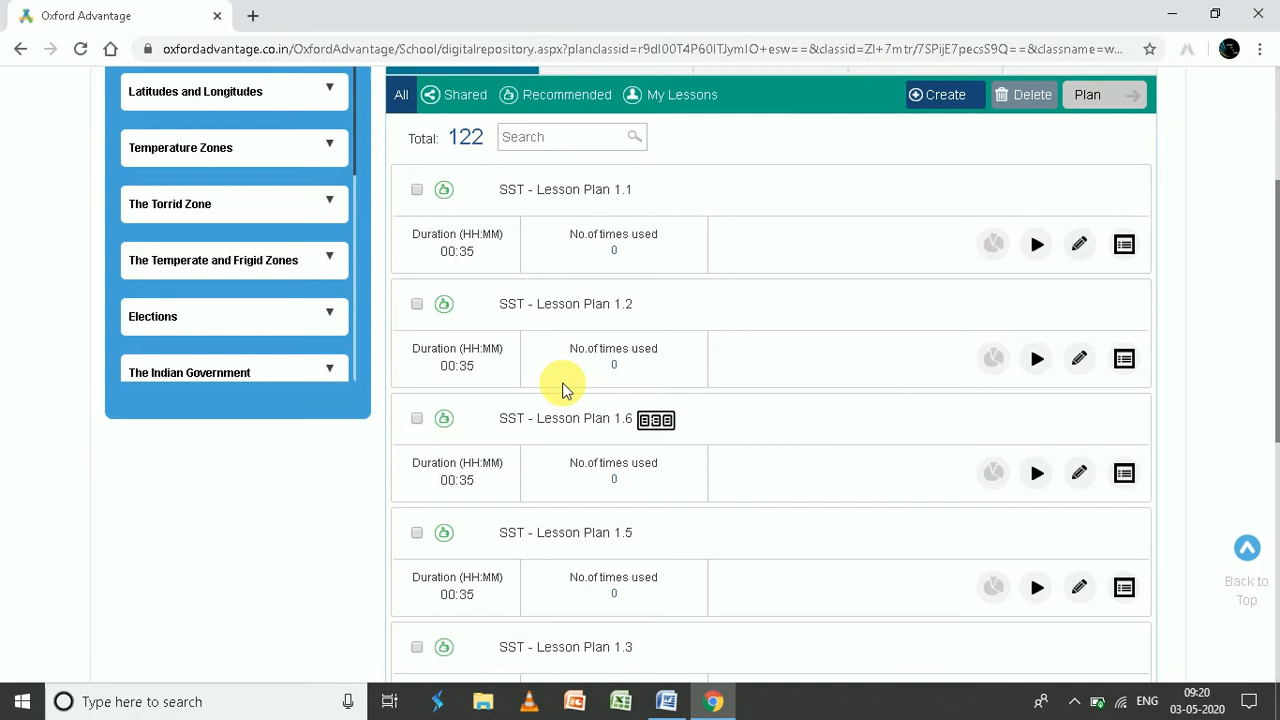 Oxford Advantage
oxfordadvantage.co.in/OxfordAdvantage/School/digitalrepository.aspx?planclassid=r9dI00T4P60ITJymIO+esw==&classid=ZI+7mtr/7SPijE7pecsS9Q==&classname=w...
Latitudes and Longitudes
Temperature Zones
The Torrid Zone
The Temperate and Frigid Zones
Elections
The Indian Government
All Shared Recommended My Lessons Create Delete Plan
Total: 122 Search
SST - Lesson Plan 1.1
Duration (HH:MM) No.of times used
00:35 0
SST - Lesson Plan 1.2
Duration (HH:MM) No.of times used
00:35 0
SST - Lesson Plan 1.6
Duration (HH:MM) No.of times used
00:35 0
SST - Lesson Plan 1.5
Duration (HH:MM) No.of times used
00:35 0
SST - Lesson Plan 1.3
Back to
Top
Type here to search
ENG
09:20
03-05-2020